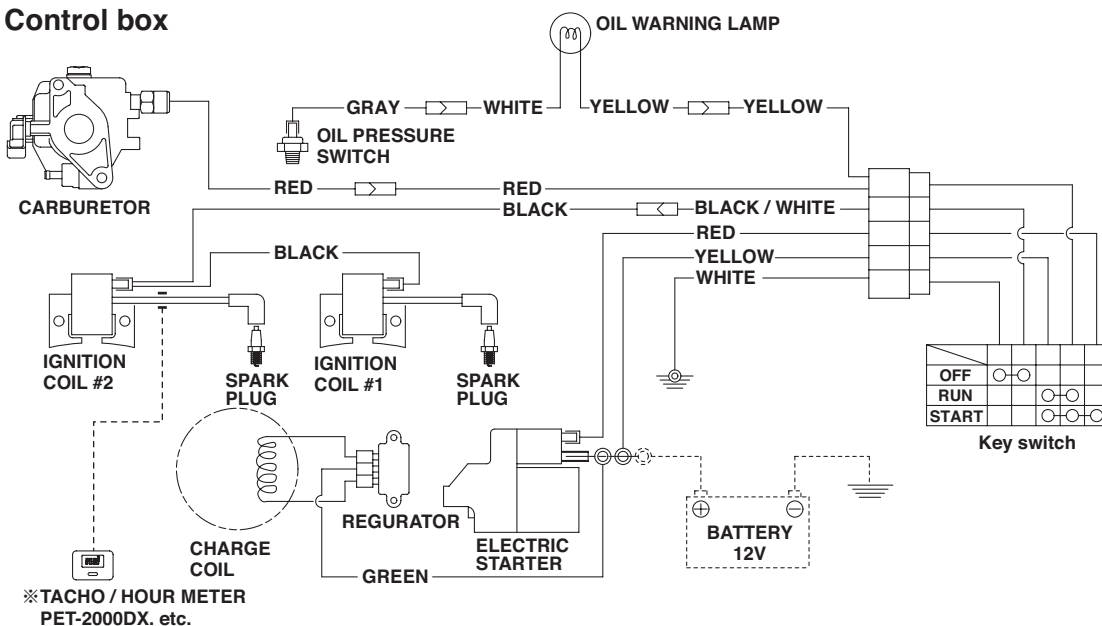 Control box
OIL WARNING LAMP
GRAY
WHITE
YELLOW
YELLOW
OIL PRESSURE
SWITCH
CARBURETOR
RED
RED
BLACK
BLACK / WHITE
RED
BLACK
YELLOW
WHITE
IGNITION
COIL #2
SPARK
PLUG
IGNITION
COIL #1
SPARK
PLUG
OFF
RUN
START
Key switch
REGURATOR
ELECTRIC
STARTER
BATTERY
12V
CHARGE
COIL
GREEN
※TACHO / HOUR METER
PET-2000DX, etc.